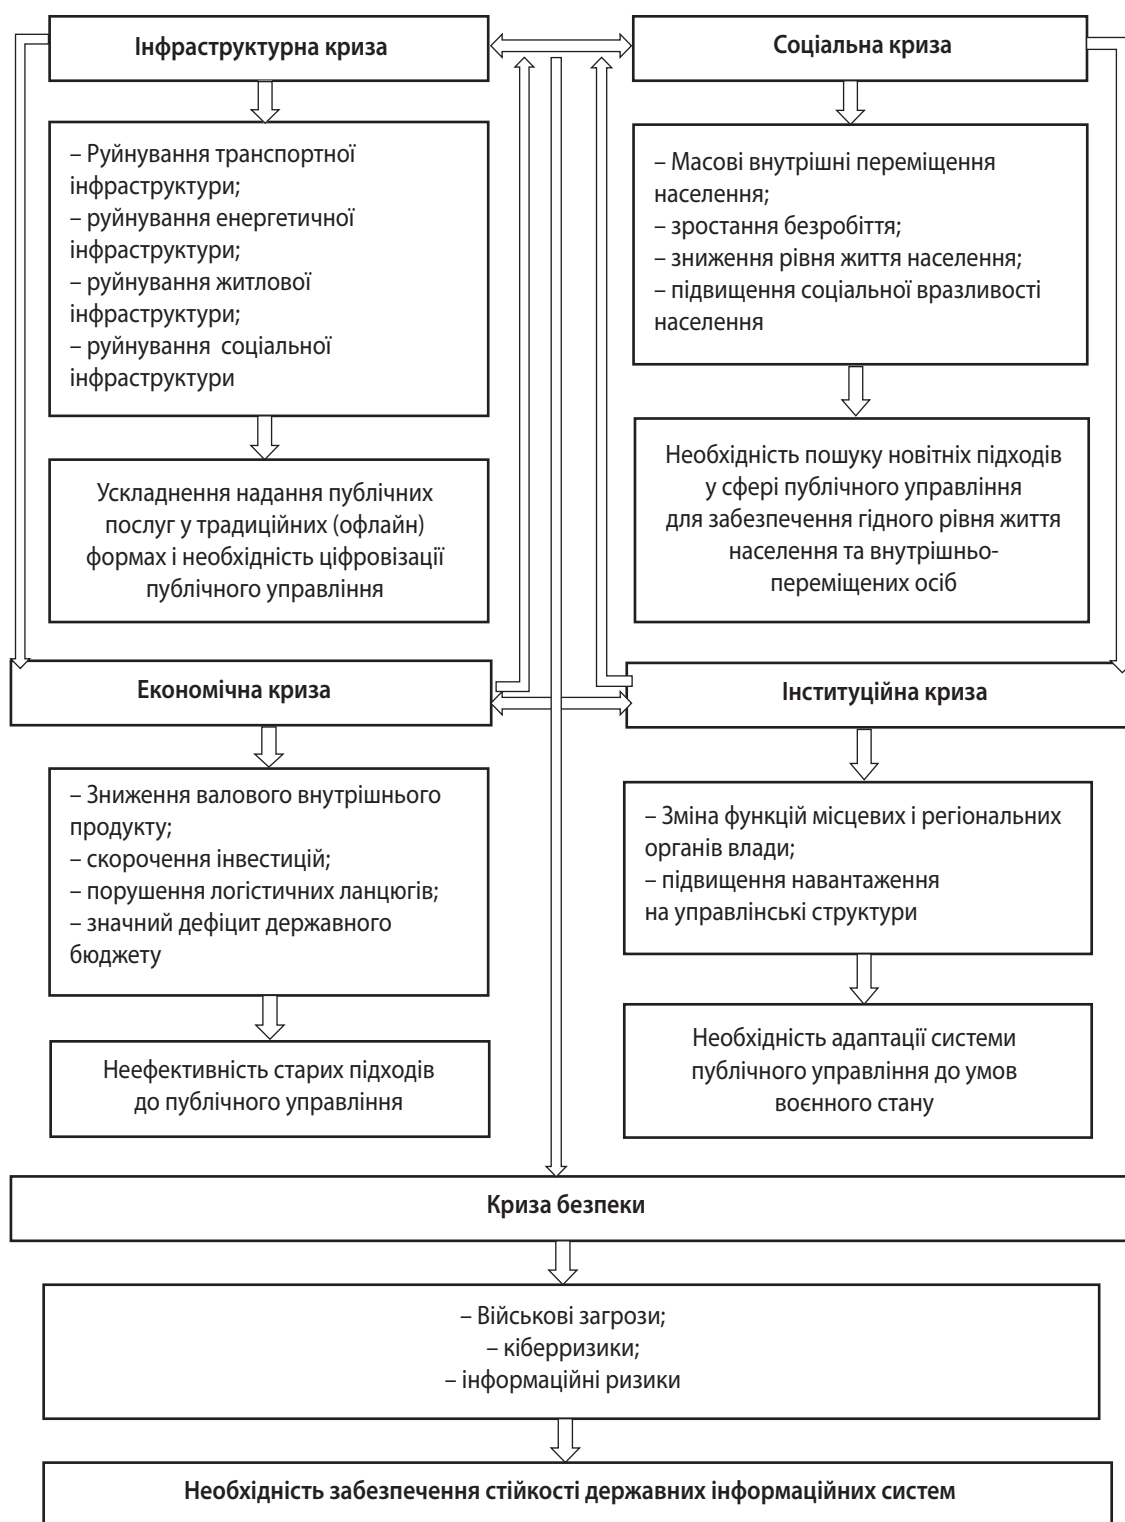 Інфраструктурна криза
– Руйнування транспортної
інфраструктури;
– руйнування енергетичної
інфраструктури;
– руйнування житлової
інфраструктури;
– руйнування соціальної
інфраструктури
Ускладнення надання публічних
послуг у традиційних (офлайн)
формах і необхідність ціфровізації
публічного управління
Соціальна криза
– Масові внутрішні переміщення
населення;
– зростання безробіття;
– зниження рівня життя населення;
– підвищення соціальної вразливості
населення
Необхідність пошуку новітніх підходів
у сфері публічного управління
для забезпечення гідного рівня життя
населення та внутрішньо-
переміщених осіб
Економічна криза
– Зниження валового внутрішнього
продукту;
– скорочення інвестицій;
– порушення логістичних ланцюгів;
– значний дефіцит державного
бюджету
Неефективність старих підходів
до публічного управління
Інституційна криза
– Зміна функцій місцевих і регіональних
органів влади;
– підвищення навантаження
на управлінські структури
Необхідність адаптації системи
публічного управління до умов
воєнного стану
Криза безпеки
– Військові загрози;
– кіберризики;
– інформаційні ризики
Необхідність забезпечення стійкості державних інформаційних систем